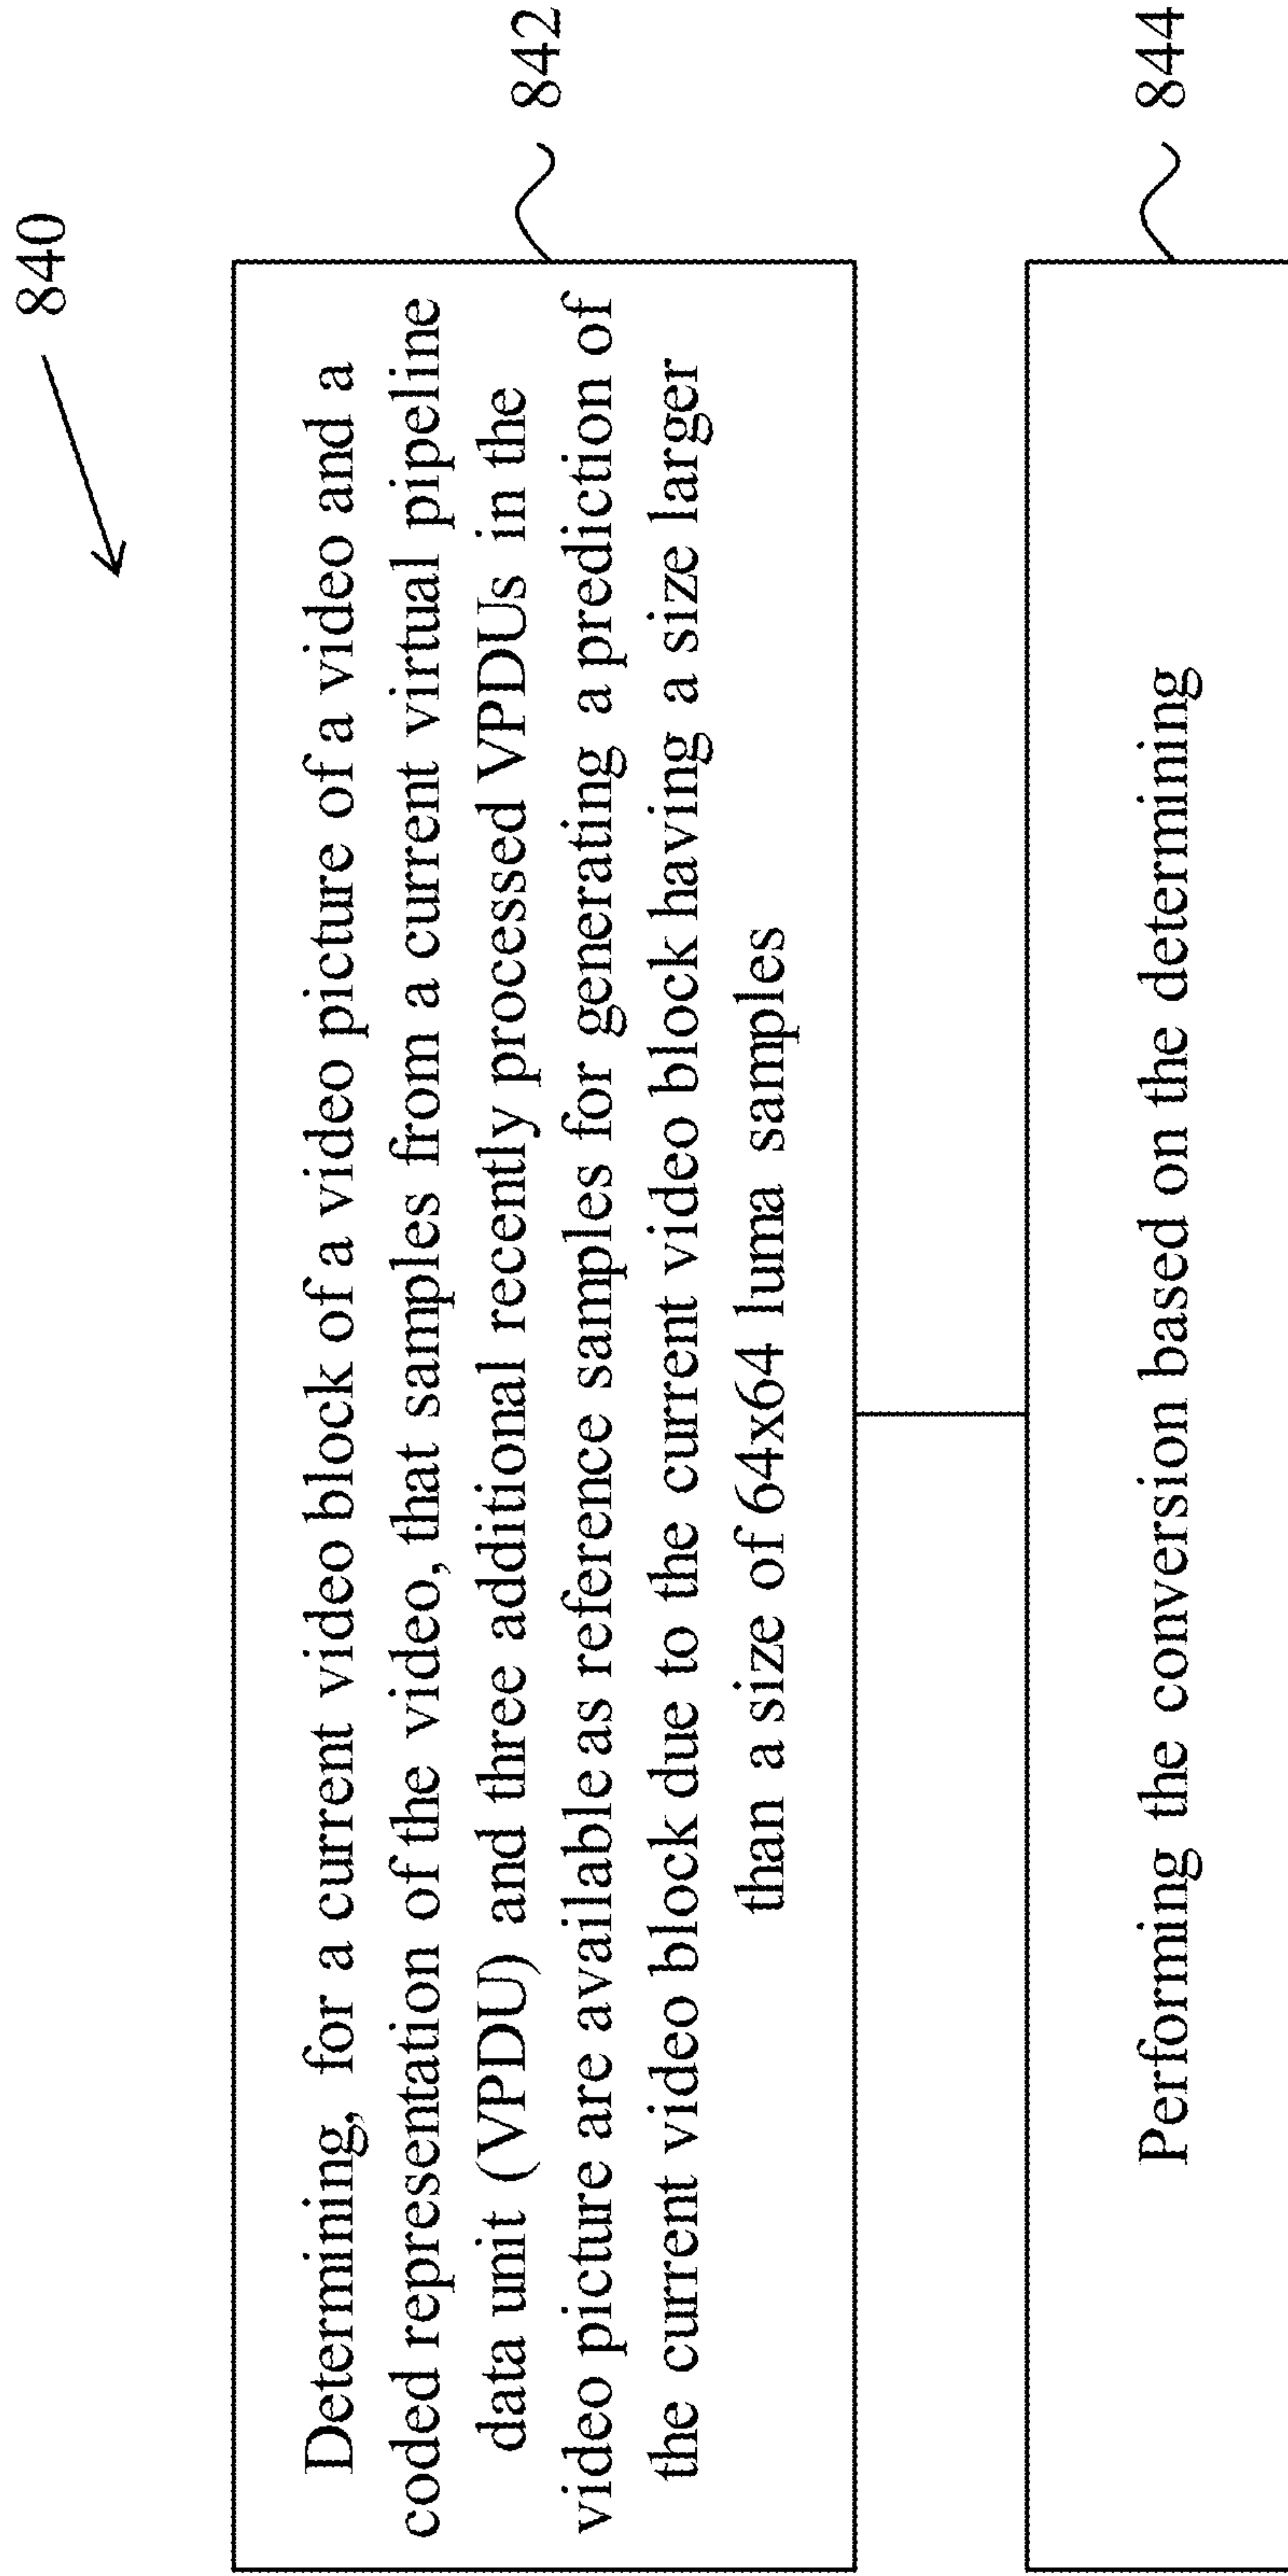 840
Determining, for a current video block of a video picture of a video and a
coded representation of the video, that samples from a current virtual pipeline
data unit (VPDU) and three additional recently processed VPDUs in the
video picture are available as reference samples for generating a prediction of
the current video block due to the current video block having a size larger
than a size of 64x64 luma samples
842
Performing the conversion based on the determining
844